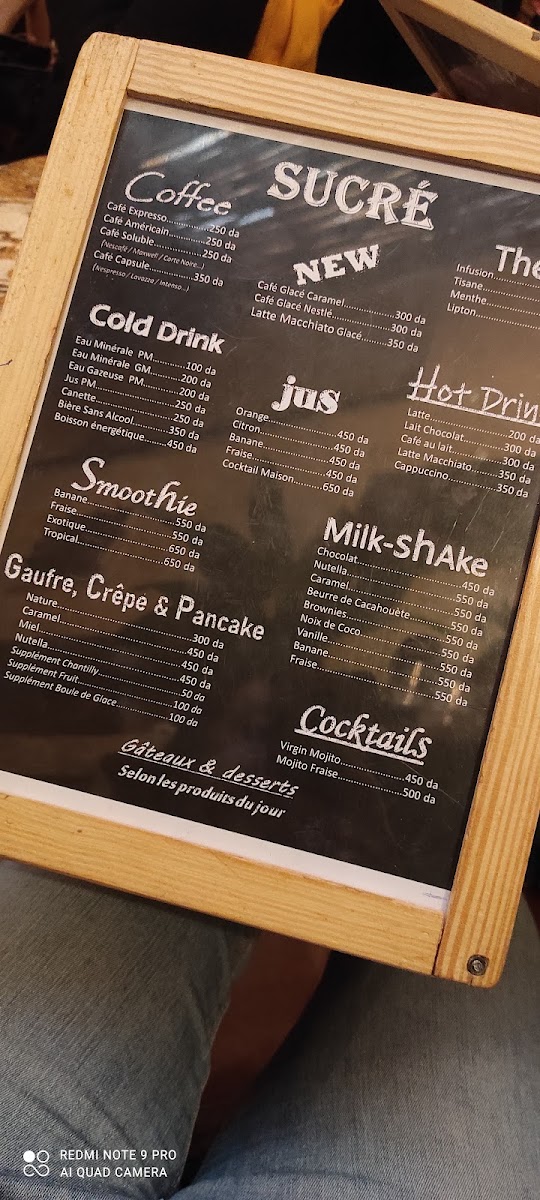 SUCRÉ
Coffee
Café Expresso...............250 da
Café Américain.............250 da
Café Soluble................250 da
(Nescafé / Maxwell / Carte Noire...)
Café Capsule...............350 da
(Nespresso / Lavazza / Intenso...)
NEW
Café Glacé Caramel................300 da
Café Glacé Nestlé....................300 da
Latte Macchiato Glacé.........350 da
The
Infusion
Tisane
Menthe
Lipton
Cold Drink
Eau Minérale PM............100 da
Eau Minérale GM...........200 da
Eau Gazeuse PM............200 da
Jus PM..........................250 da
Canette.........................250 da
Bière Sans Alcool............350 da
Boisson énergétique........450 da
jus
Orange........................450 da
Citron..........................450 da
Banane........................450 da
Fraise..........................450 da
Cocktail Maison............650 da
Hot Drin
Latte............................200 da
Lait Chocolat.................300 da
Café au lait...................300 da
Latte Macchiato.............350 da
Cappuccino...................350 da
Smoothie
Banane........................550 da
Fraise..........................550 da
Exotique......................650 da
Tropical.......................650 da
Milk-shAke
Chocolat..............................450 da
Nutella................................550 da
Caramel..............................550 da
Beurre de Cacahouète...........550 da
Brownies.............................550 da
Noix de Coco.......................550 da
Vanille................................550 da
Banane...............................550 da
Fraise.................................550 da
Gaufre, Crêpe & Pancake
Nature................................300 da
Caramel..............................450 da
Miel...................................450 da
Nutella...............................450 da
Supplément Chantilly............50 da
Supplément Fruit..................100 da
Supplément Boule de Glace....100 da
Cocktails
Virgin Mojito.................450 da
Mojito Fraise.................500 da
Gâteaux & desserts
Selon les produits du jour
REDMI NOTE 9 PRO
AI QUAD CAMERA